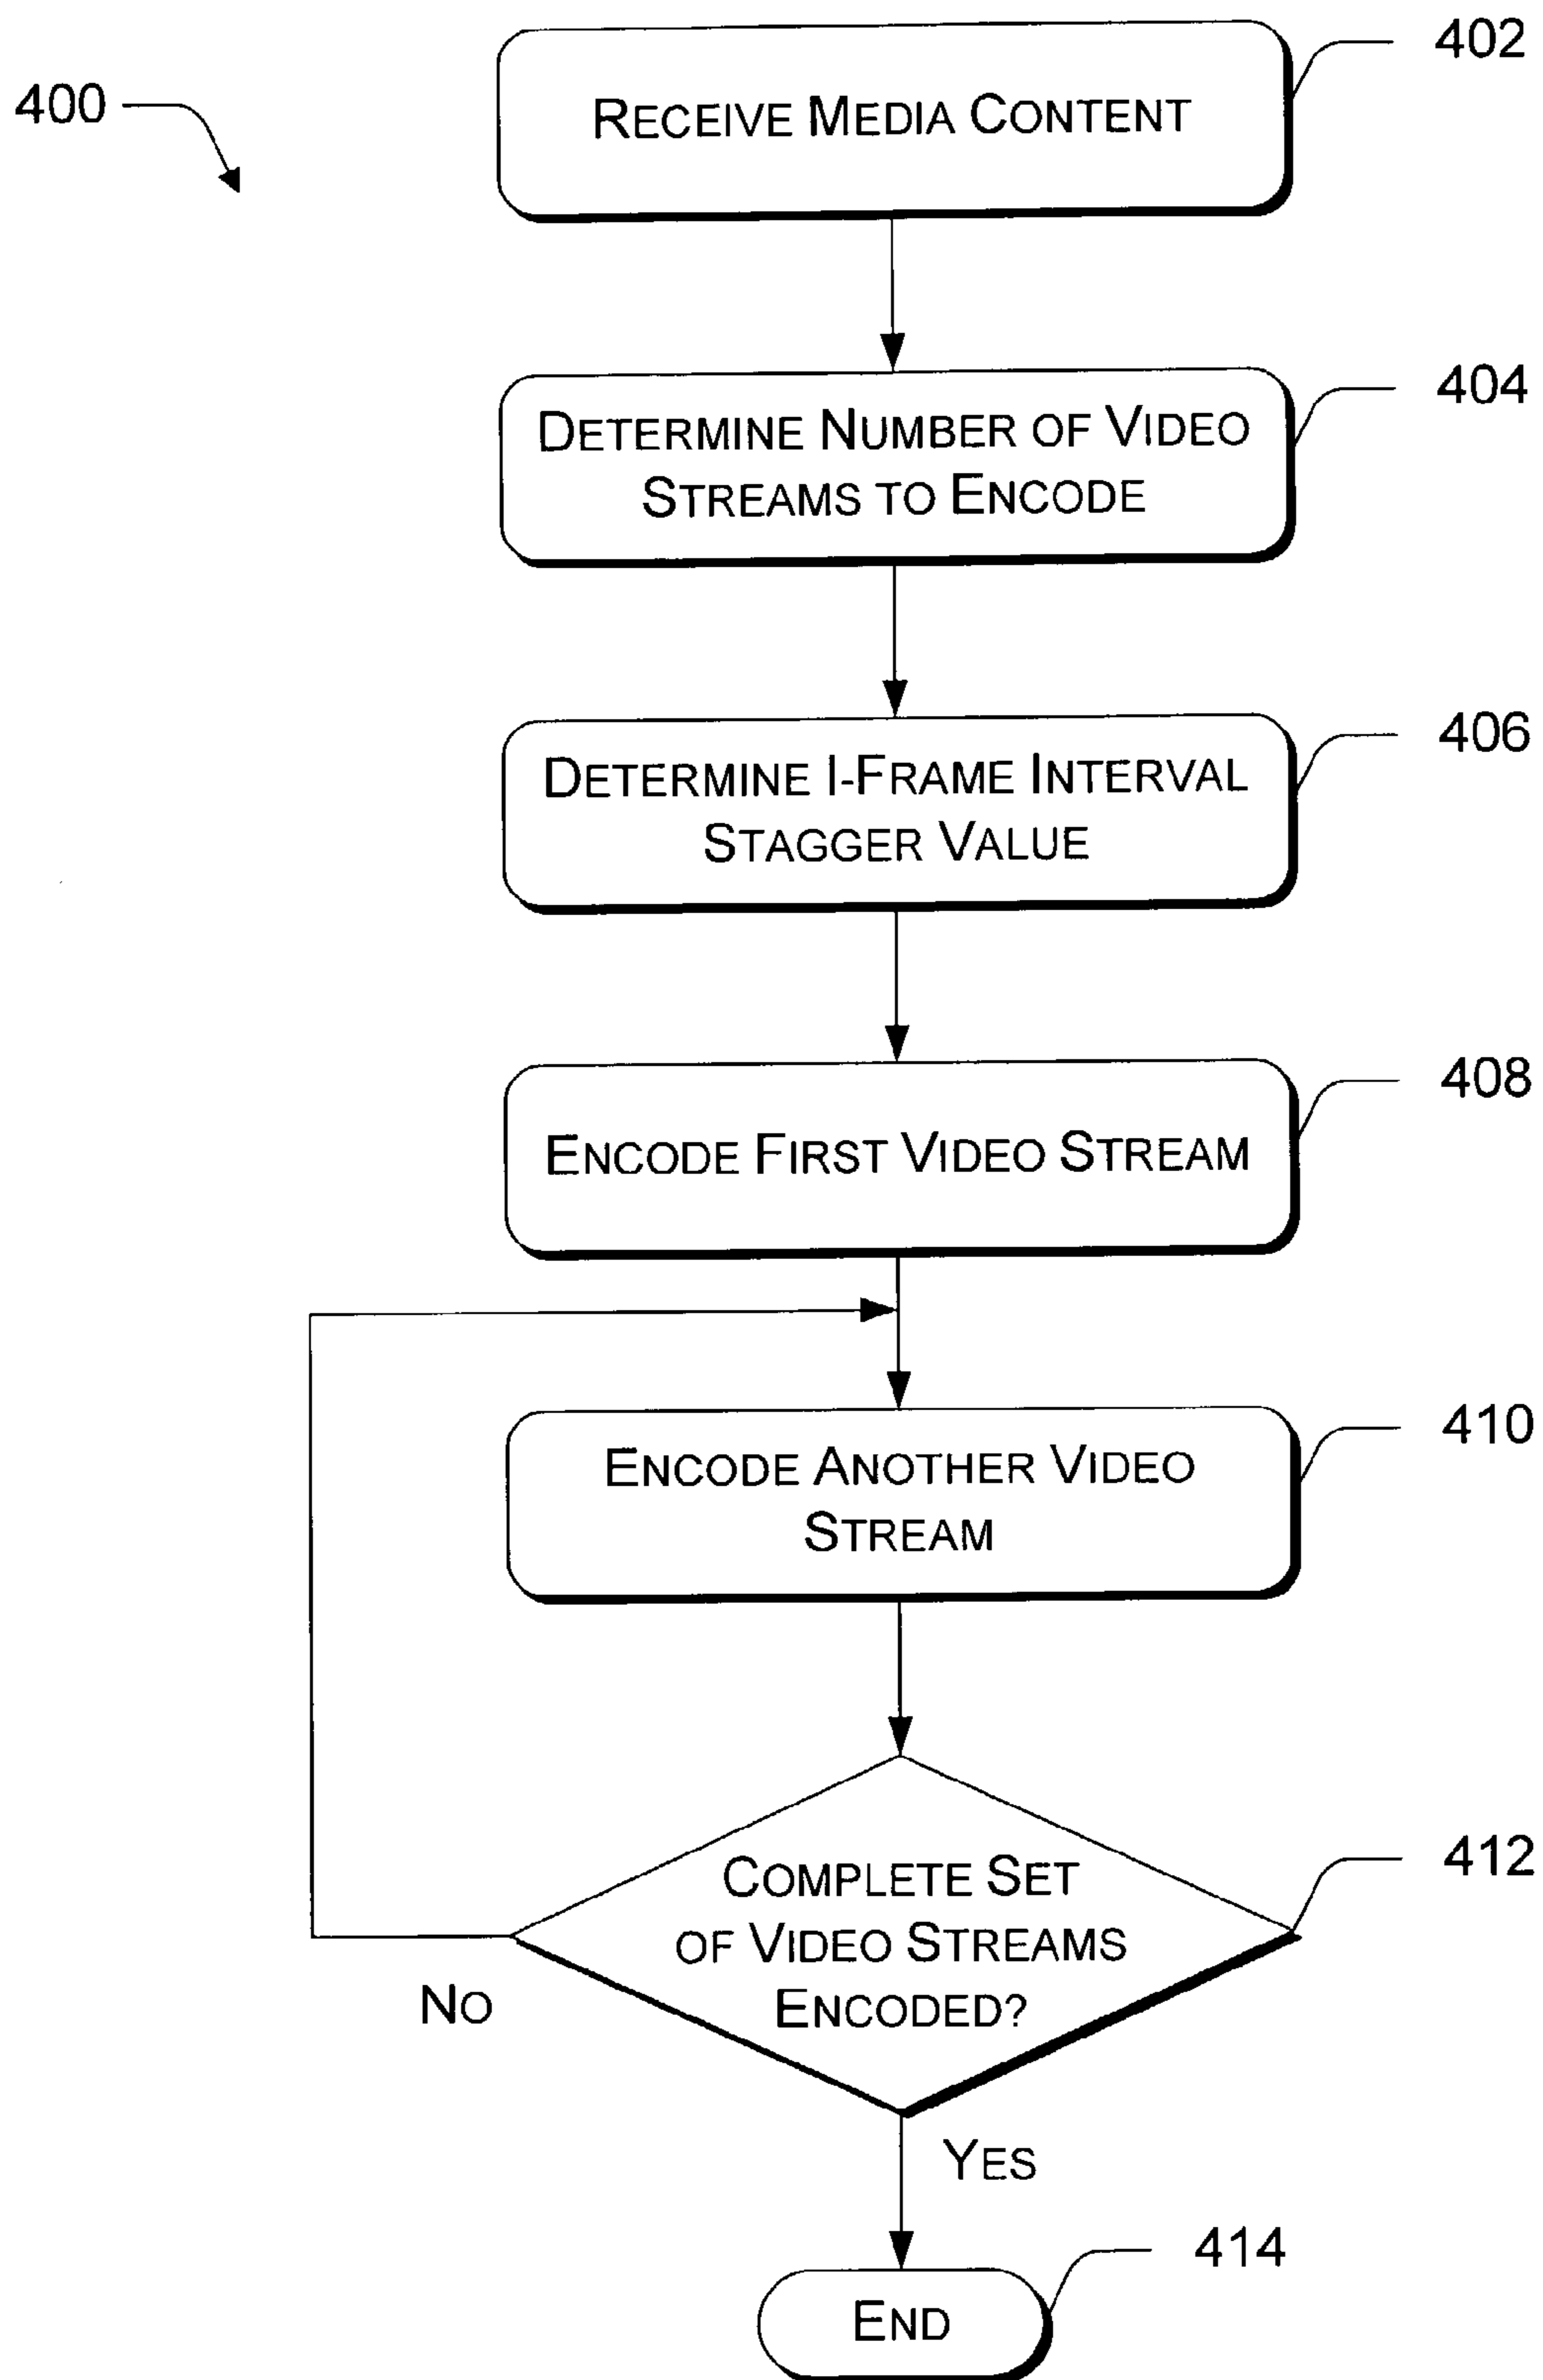 402
400
RECEIVE MEDIA CONTENT
404
DETERMINE NUMBER OF VIDEO
STREAMS TO ENCODE
406
DETERMINE I-FRAME INTERVAL
STAGGER VALUE
408
ENCODE FIRST VIDEO STREAM
410
ENCODE ANOTHER VIDEO
STREAM
412
COMPLETE SET
OF VIDEO STREAMS
ENCODED?
NO
YES
414
END